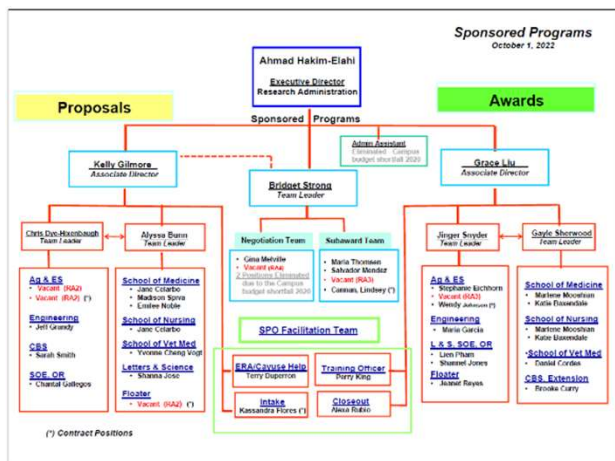 Sponsored Programs
October 1, 2022
Ahmad Hakim-Elahi
Executive Director
Research Administration
Proposals
Awards
Sponsored Programs
Admin Assistant
Eliminated Campus
budget shortfall 2020
Kelly Gilmore
Associate Director
Bridget Strong
Team Leader
Grace Liu
Associate Director
Chris Dye-Hixenbaugh
Team Leader
Alyssa Bunn
Team Leader
Negotiation Team
• Gina Melville
• Vacant (RA4)
2 Positions Eliminated
due to the Campus
budget shortfall 2020
Subaward Team
• Maria Thomsen
• Salvador Mendez
• Vacant (RA3)
• Cannan, Lindsey (*)
Jinger Snyder
Team Leader
Gayle Sherwood
Team Leader
Ag & ES
• Vacant (RA2)
• Vacant (RA2) (*)
Engineering
• Jeff Grundy
CBS
• Sarah Smith
SOE, OR
• Chantal Gallegos
School of Medicine
• Jane Celarbo
• Madison Spiva
• Emilee Noble
School of Nursing
• Jane Celarbo
School of Vet Med
• Yvonne Cheng Vogt
Letters & Science
• Shanna Jose
Floater
• Vacant (RA2) (*)
SPO Facilitation Team
ERA/Cayuse Help
Terry Duperron
Training Officer
Perry King
Intake
Kassandra Flores (*)
Closeout
Alexa Rubio
Ag & ES
• Stephanie Eichhorn
• Vacant (RA3)
• Wendy Johnson (*)
Engineering
• Maria Garcia
L & S, SOE, OR
• Lien Pham
• Shannel Jones
Floater
• Jeanet Reyes
School of Medicine
• Marlene Mooshian
• Katie Baxendale
School of Nursing
• Marlene Mooshian
• Katie Baxendale
•School of Vet Med
• Daniel Cordes
CBS, Extension
• Brooke Curry
(*) Contract Positions